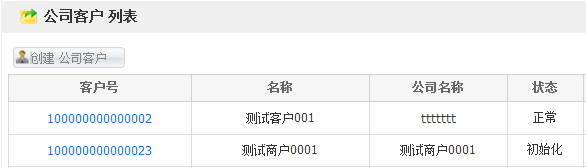 公司客户 列表
创建 公司客户
客户号 名称 公司名称 状态
100000000000002 测试客户001 ttttttt 正常
100000000000023 测试商户0001 测试商户0001 初始化